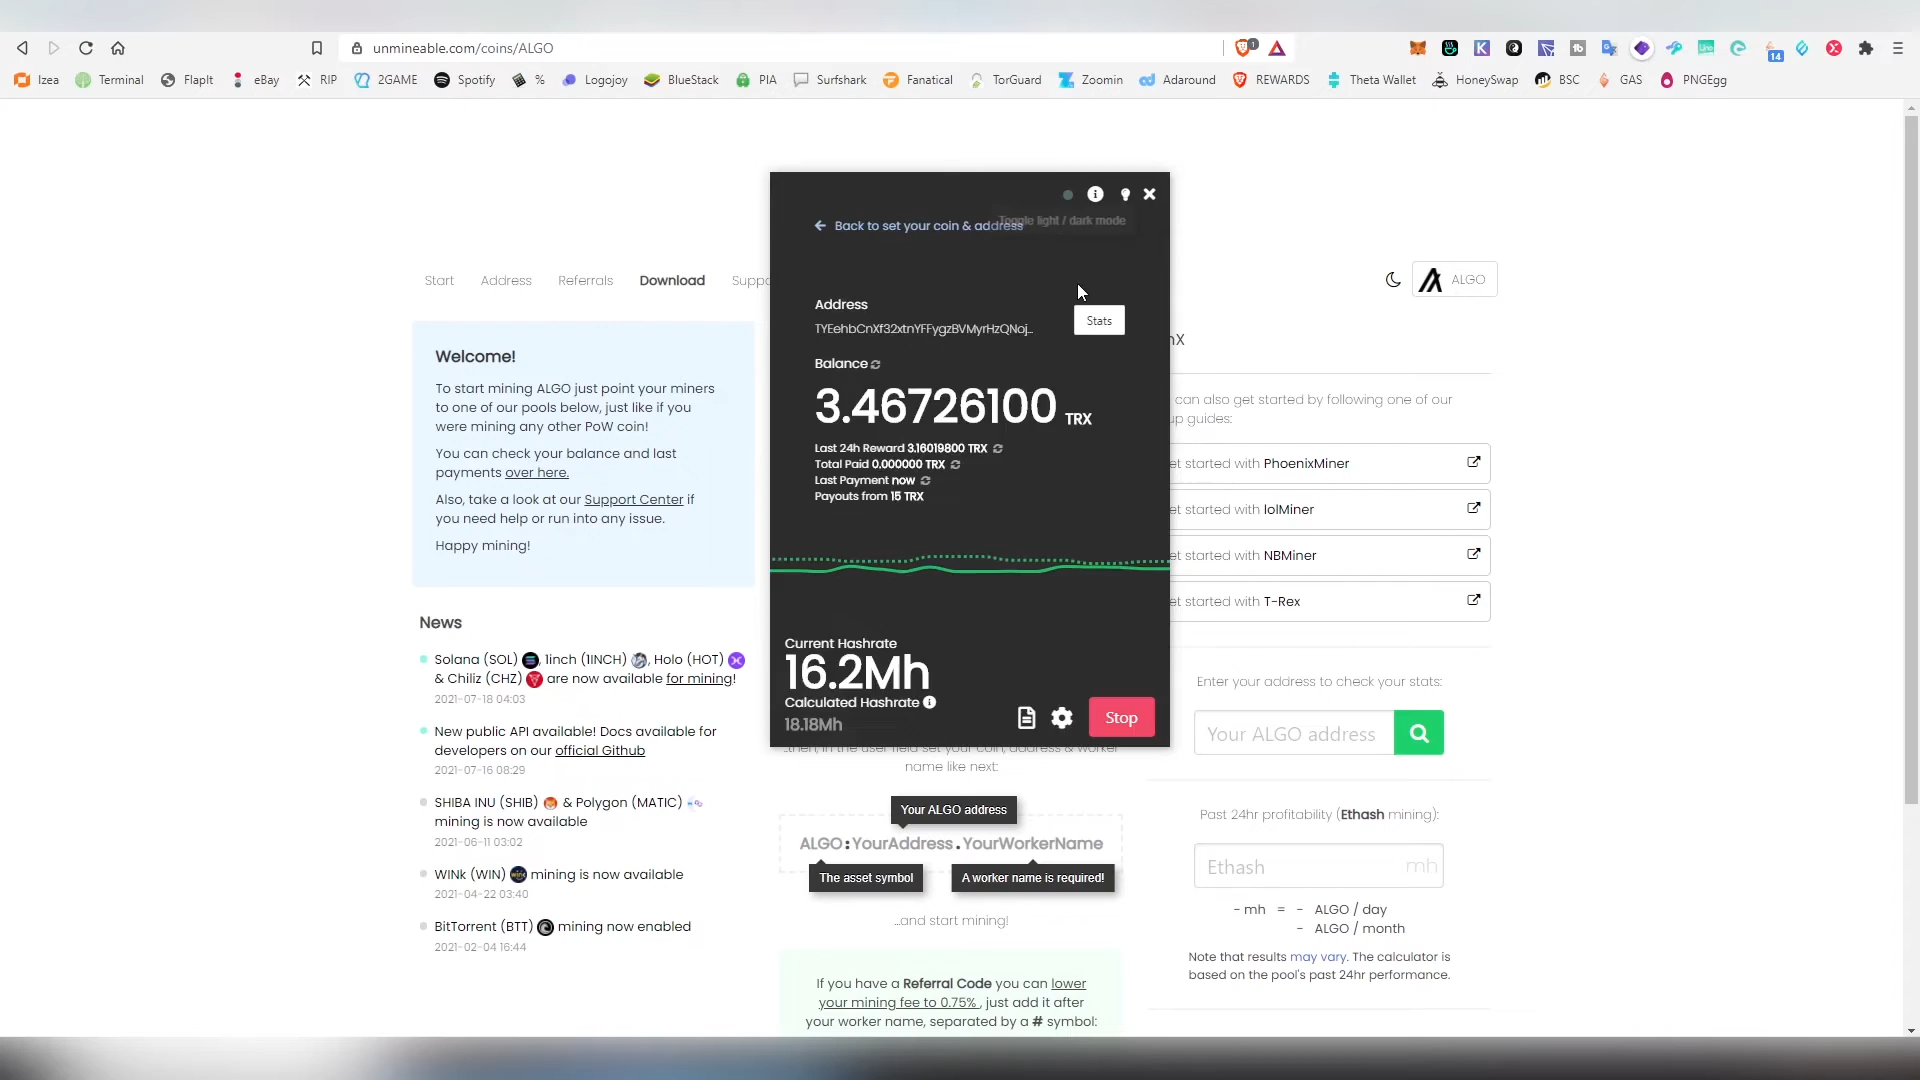 unmineable.com/coins/ALGO
1
14
Izea Terminal FlapIt eBay RIP 2GAME Spotify % Logojoy BlueStack PIA Surfshark Fanatical TorGuard Zoomin Adaround REWARDS Theta Wallet HoneySwap BSC GAS PNGEgg
Start Address Referrals Download Suppo
ALGO
Welcome!
To start mining ALGO just point your miners
to one of our pools below, just like if you
were mining any other PoW coin!
You can check your balance and last
payments over here.
Also, take a look at our Support Center if
you need help or run into any issue.
Happy mining!
News
Solana (SOL) , 1inch (1INCH) , Holo (HOT)
& Chiliz (CHZ) are now available for mining!
2021-07-18 04:03
New public API available! Docs available for
developers on our official Github
2021-07-16 08:29
SHIBA INU (SHIB) & Polygon (MATIC)
mining is now available
2021-06-11 03:02
WINk (WIN) mining is now available
2021-04-22 03:40
BitTorrent (BTT) mining now enabled
2021-02-04 16:44
Toggle light / dark mode
Back to set your coin & address
Address
TYEehbCnXf32xtnYFFygzBVMyrHzQNoj...
Stats
Balance
3.46726100 TRX
Last 24h Reward 3.16019800 TRX
Total Paid 0.000000 TRX
Last Payment now
Payouts from 15 TRX
Current Hashrate
16.2Mh
Calculated Hashrate
18.18Mh
Stop
...then, in the user field set your coin, address & worker
name like next:
Your ALGO address
ALGO:YourAddress.YourWorkerName
The asset symbol A worker name is required!
...and start mining!
If you have a Referral Code you can lower
your mining fee to 0.75% , just add it after
your worker name, separated by a # symbol:
nX
can also get started by following one of our
up guides:
et started with PhoenixMiner
et started with lolMiner
et started with NBMiner
et started with T-Rex
Enter your address to check your stats:
Your ALGO address
Past 24hr profitability (Ethash mining):
Ethash mh
- mh = - ALGO / day
- ALGO / month
Note that results may vary. The calculator is
based on the pool's past 24hr performance.